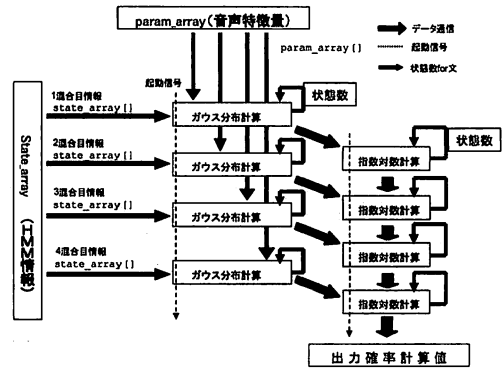 param_array(音声特徴量)
データ通信
起動信号
状態数for文
param_array[]
起動信号
状態数
1混合目情報
state_array[]
ガウス分布計算
2混合目情報
state_array[]
ガウス分布計算
3混合目情報
state_array[]
ガウス分布計算
4混合目情報
state_array[]
ガウス分布計算
State_array (HMM情報)
起動信号
状態数
指数対数計算
指数対数計算
指数対数計算
指数対数計算
出力確率計算値